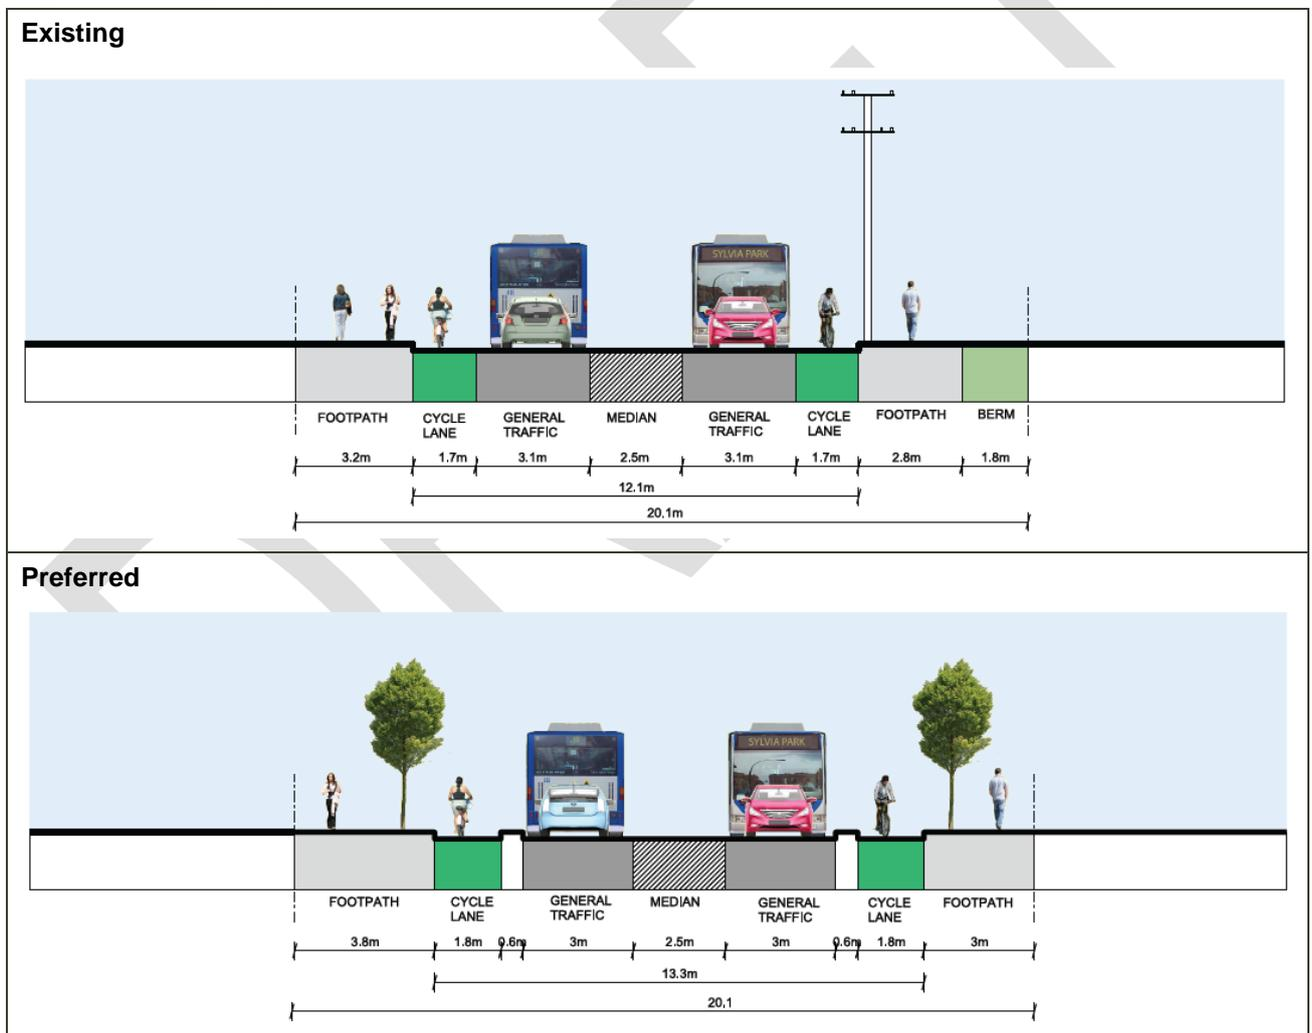 Existing
SYLVIA PARK
FOOTPATH
CYCLE
LANE
GENERAL
TRAFFIC
MEDIAN
GENERAL
TRAFFIC
CYCLE
LANE
FOOTPATH
BERM
3.2m
1.7m
3.1m
2.5m
3.1m
1.7m
2.8m
1.8m
12.1m
20.1m
Preferred
SYLVIA PARK
FOOTPATH
CYCLE
LANE
GENERAL
TRAFFIC
MEDIAN
GENERAL
TRAFFIC
CYCLE
LANE
FOOTPATH
3.8m
1.8m
0.6m
3m
2.5m
3m
0.6m
1.8m
3m
13.3m
20.1